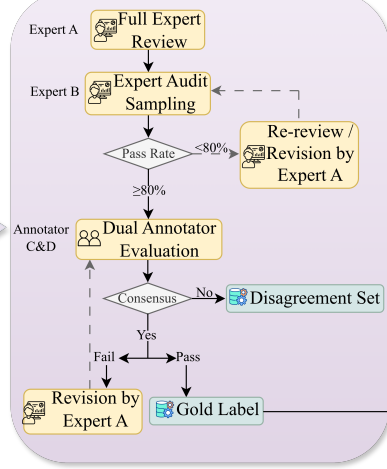 Expert A
Full Expert
Review
Expert B
Expert Audit
Sampling
Pass Rate
<80%
Re-review /
Revision by
Expert A
≥80%
Annotator
C&D
Dual Annotator
Evaluation
Consensus
No
Disagreement Set
Yes
Fail
Pass
Revision by
Expert A
Gold Label